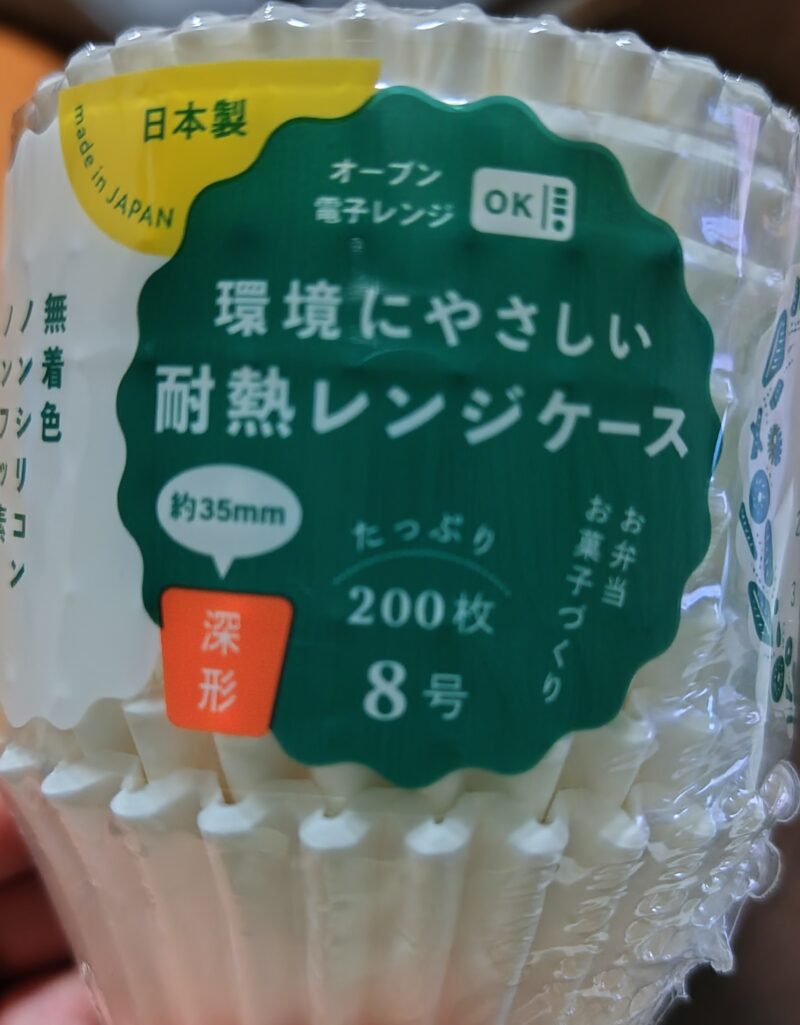 日本製
made in JAPAN
オーブン
電子レンジ
OK
環境にやさしい
耐熱レンジケース
約35mm
深形
たっぷり
200枚
8号
お弁当
お菓子づくり
無着色
ノンシリコン